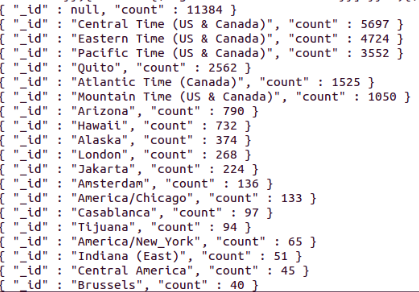 { "_id" : null, "count" : 11384 }
{ "_id" : "Central Time (US & Canada)", "count" : 5697 }
{ "_id" : "Eastern Time (US & Canada)", "count" : 4724 }
{ "_id" : "Pacific Time (US & Canada)", "count" : 3552 }
{ "_id" : "Quito", "count" : 2562 }
{ "_id" : "Atlantic Time (Canada)", "count" : 1525 }
{ "_id" : "Mountain Time (US & Canada)", "count" : 1050 }
{ "_id" : "Arizona", "count" : 790 }
{ "_id" : "Hawaii", "count" : 732 }
{ "_id" : "Alaska", "count" : 374 }
{ "_id" : "London", "count" : 268 }
{ "_id" : "Jakarta", "count" : 224 }
{ "_id" : "Amsterdam", "count" : 136 }
{ "_id" : "America/Chicago", "count" : 133 }
{ "_id" : "Casablanca", "count" : 97 }
{ "_id" : "Tijuana", "count" : 94 }
{ "_id" : "America/New_York", "count" : 65 }
{ "_id" : "Indiana (East)", "count" : 51 }
{ "_id" : "Central America", "count" : 45 }
{ "_id" : "Brussels", "count" : 40 }